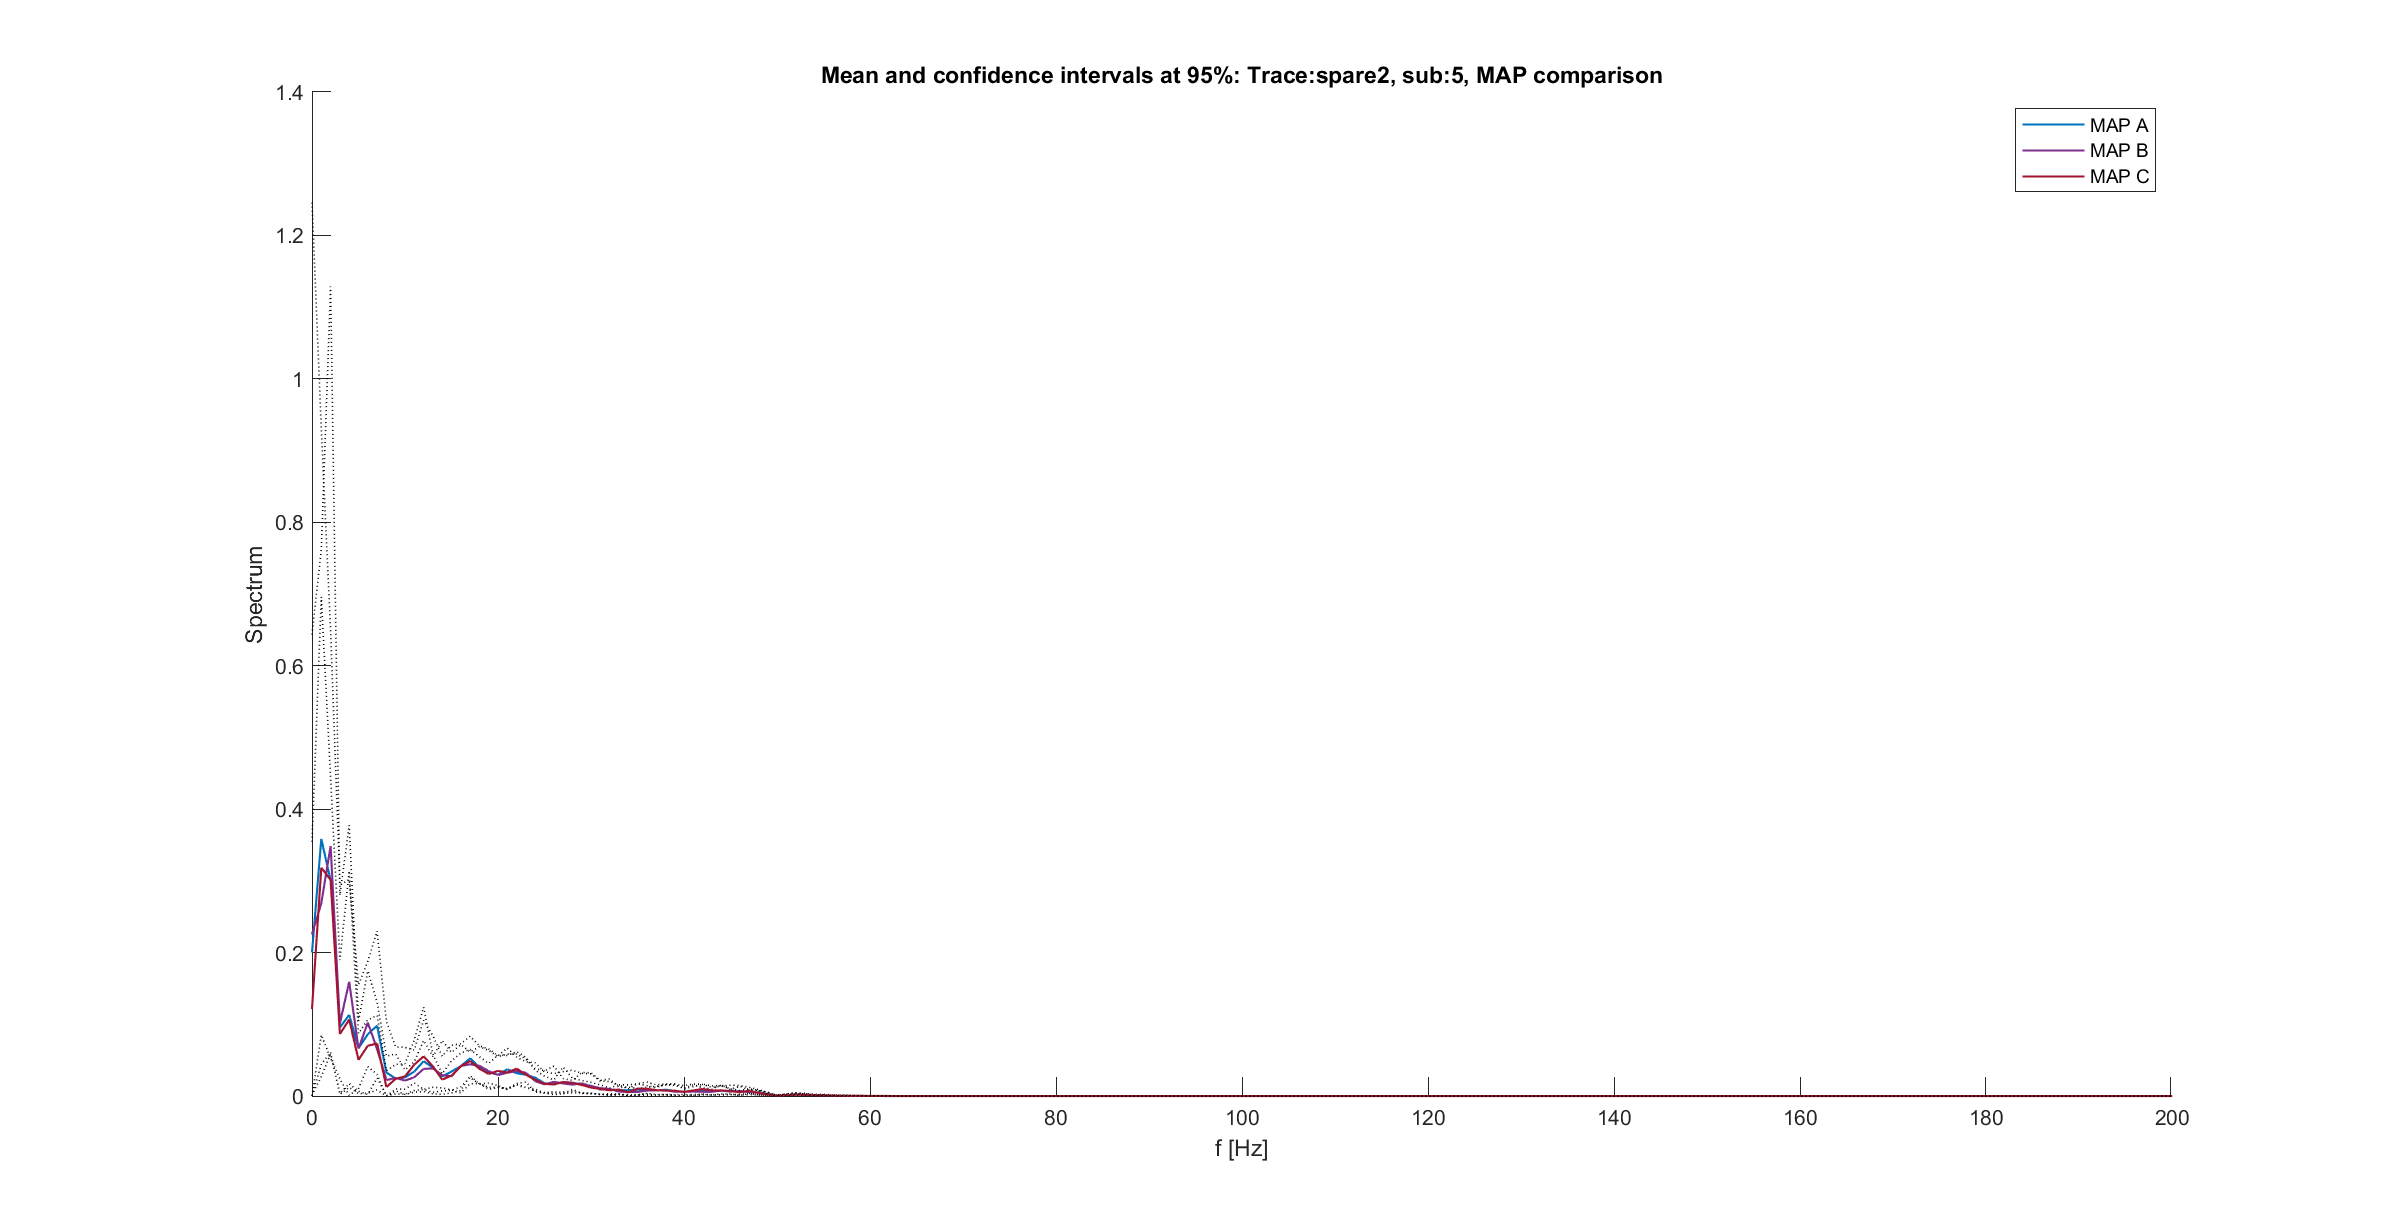 Mean and confidence intervals at 95%: Trace:spare2, sub:5, MAP comparison
MAP A
MAP B
MAP C
1.4
1.2
1
0.8
0.6
0.4
0.2
0
Spectrum
0 20 40 60 80 100 120 140 160 180 200
f [Hz]